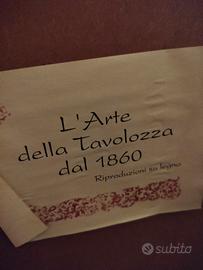 L'Arte
della Tavolozza
dal 1860
Riproduzioni su legno
subito